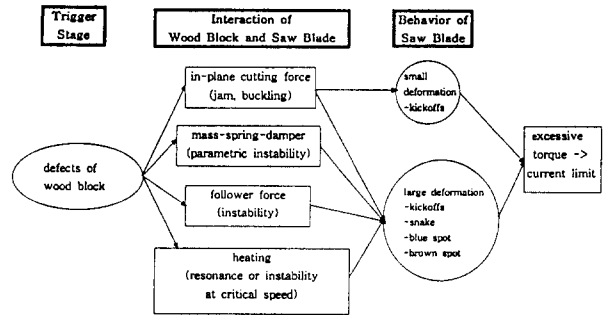 Trigger
Stage
Interaction of
Wood Block and Saw Blade
Behavior of
Saw Blade
defects of
wood block
in-plane cutting force
(jam, buckling)
mass-spring-damper
(parametric instability)
follower force
(instability)
heating
(resonance or instability
at critical speed)
small
deformation
-kickoffs
large deformation
-kickoffs
-snake
-blue spot
-brown spot
excessive
torque ->
current limit